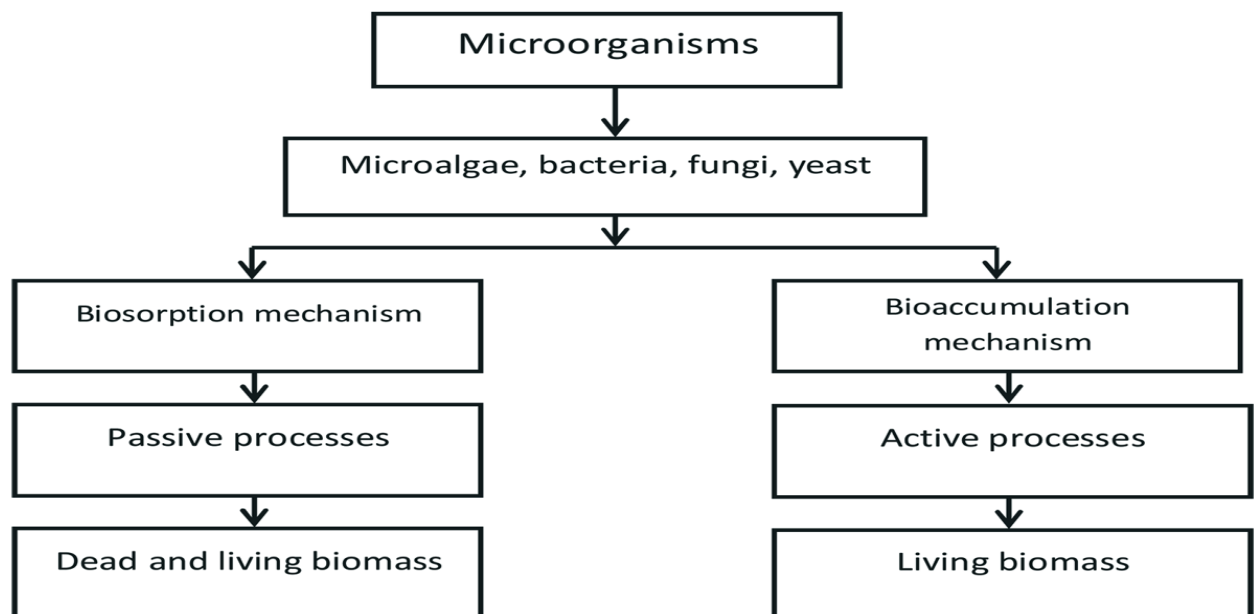 Microorganisms
Microalgae, bacteria, fungi, yeast
Biosorption mechanism
Bioaccumulation
mechanism
Passive processes
Active processes
Dead and living biomass
Living biomass